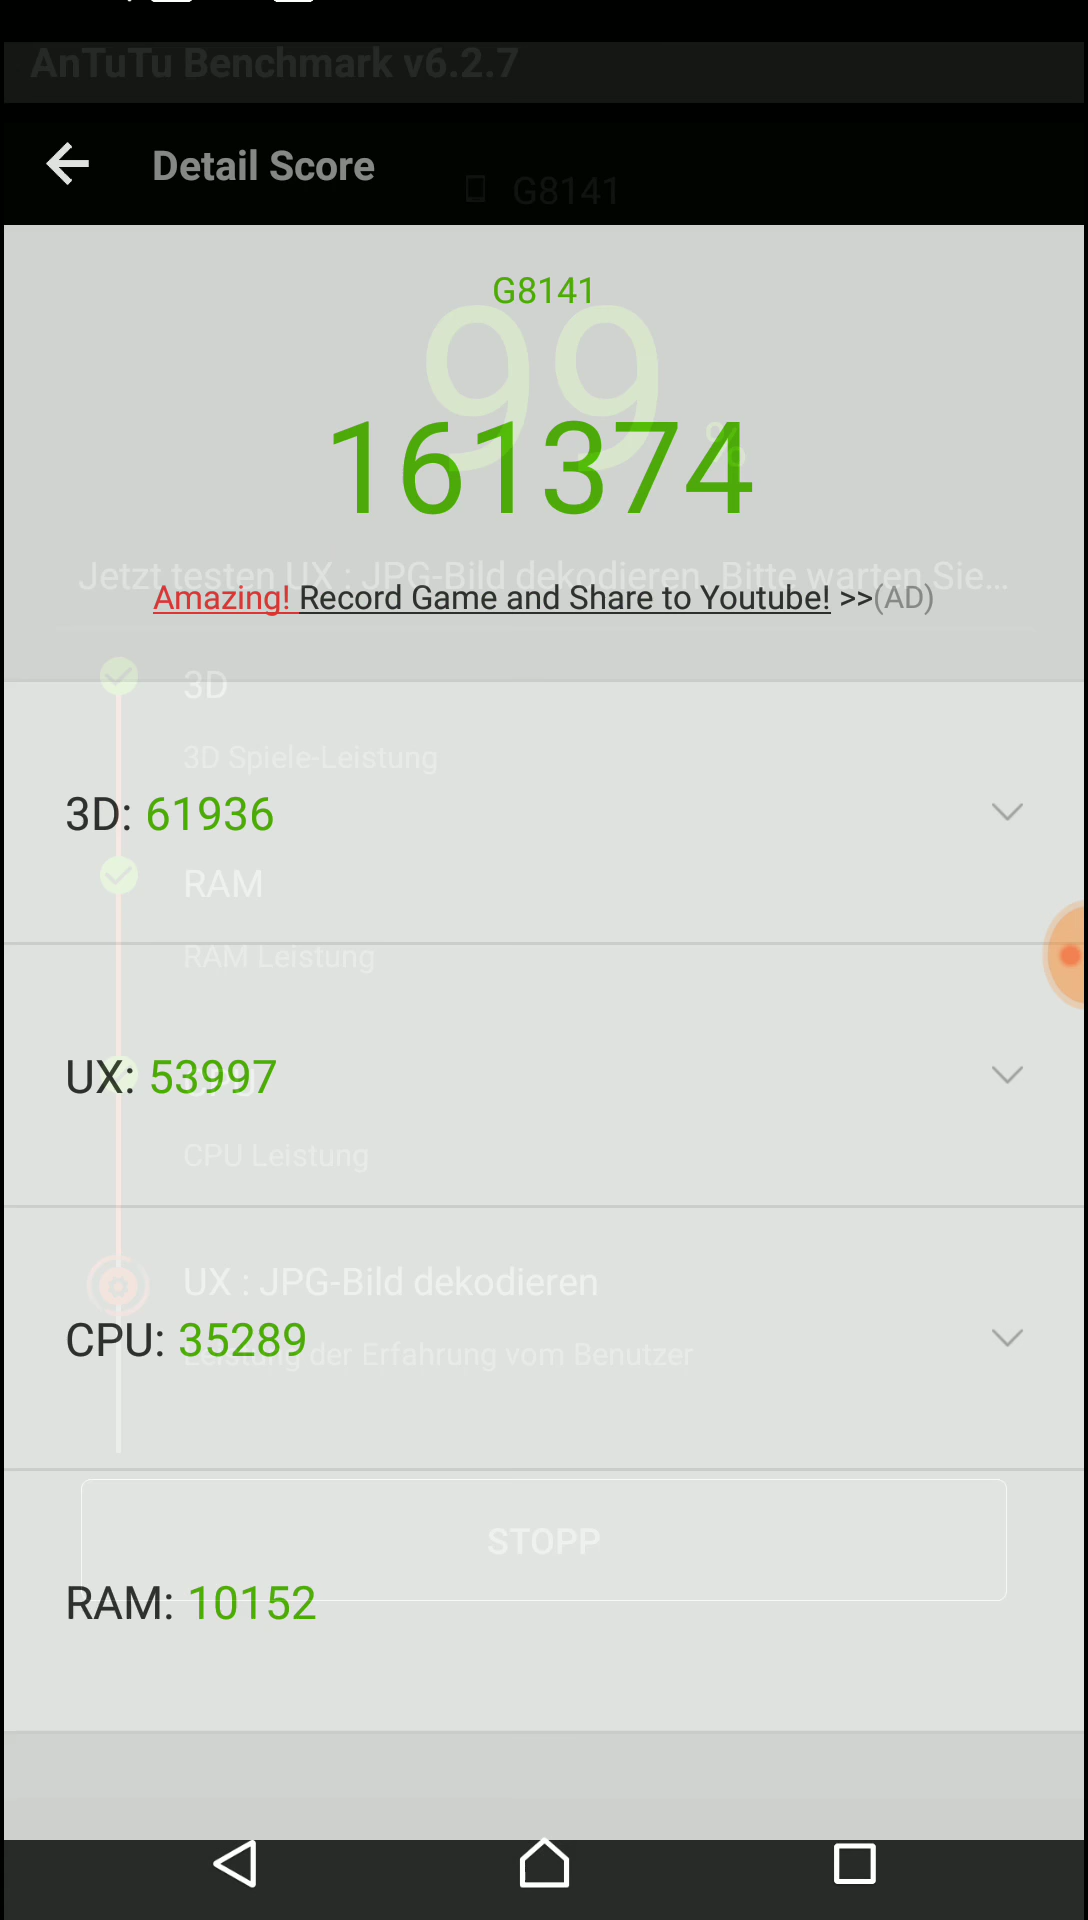 AnTuTu Benchmark v6.2.7
Detail Score
G8141
G8141
99 %
161374
Jetzt testen UX : JPG-Bild dekodieren. Bitte warten Sie...
Amazing! Record Game and Share to Youtube! >>(AD)
3D
3D Spiele-Leistung
3D: 61936
RAM
RAM Leistung
UX: 53997
CPU
CPU Leistung
UX : JPG-Bild dekodieren
CPU: 35289
Leistung der Erfahrung vom Benutzer
STOPP
RAM: 10152